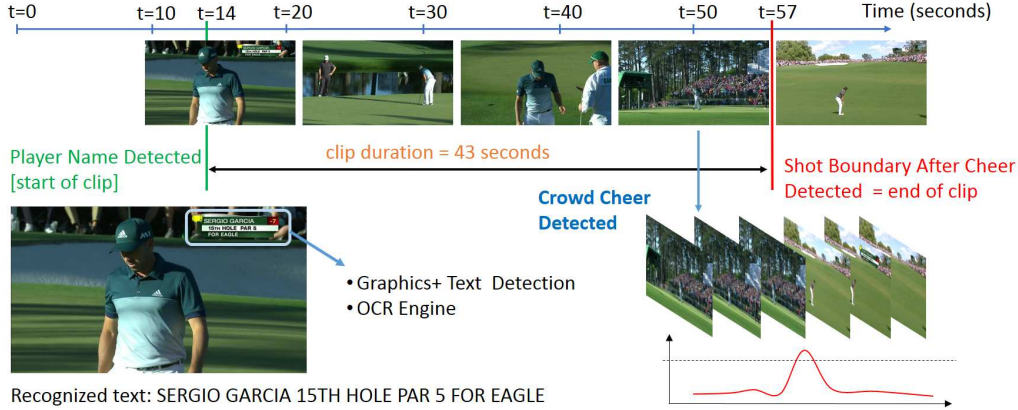 t=0
t=10
t=14
t=20
t=30
t=40
t=50
t=57
Time (seconds)
Player Name Detected
[start of clip]
clip duration = 43 seconds
Shot Boundary After Cheer
Detected = end of clip
Crowd Cheer
Detected
SERGIO GARCIA -7
15TH HOLE PAR 5
FOR EAGLE
• Graphics+ Text Detection
• OCR Engine
Recognized text: SERGIO GARCIA 15TH HOLE PAR 5 FOR EAGLE